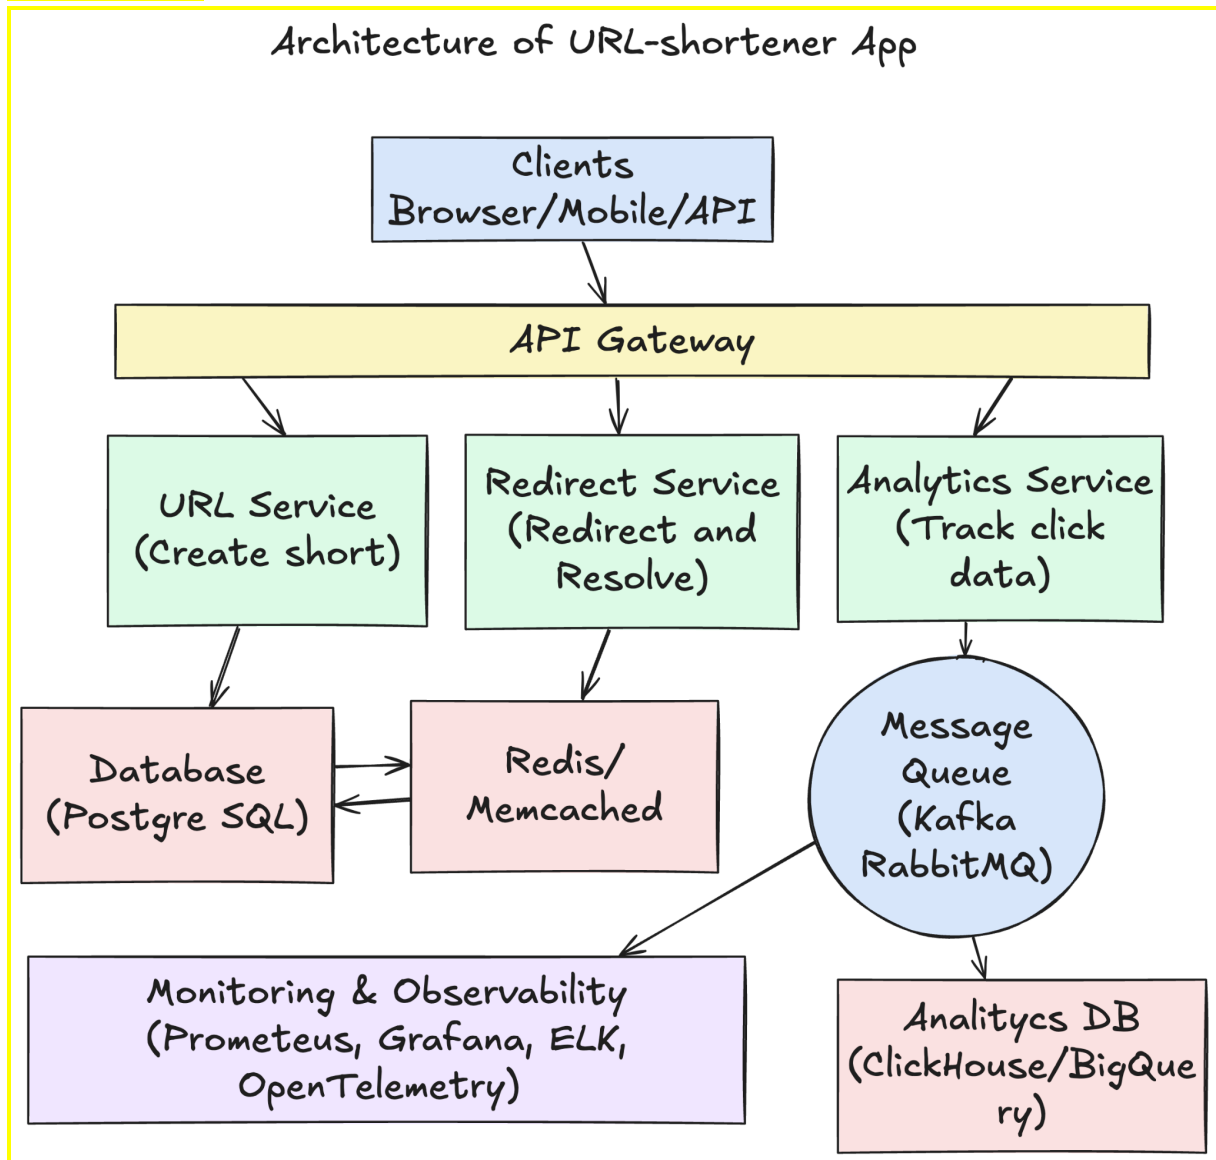 Architecture of URL-shortener App
Clients
Browser/Mobile/API
API Gateway
URL Service
(Create short)
Redirect Service
(Redirect and
Resolve)
Analytics Service
(Track click
data)
Database
(Postgre SQL)
Redis/
Memcached
Message
Queue
(Kafka
RabbitMQ)
Monitoring & Observability
(Prometeus, Grafana, ELK,
OpenTelemetry)
Analitycs DB
(ClickHouse/BigQue
ry)